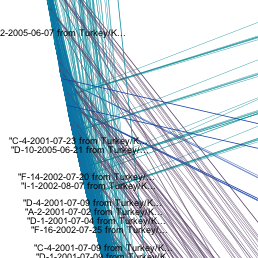 2-2005-06-07 from Turkey/K...
"C-4-2001-07-23 from Turkey/K...
"D-10-2005-06-21 from Turkey/...
"F-14-2002-07-20 from Turkey/...
"I-1-2002-08-07 from Turkey/K...
"D-4-2001-07-09 from Turkey/K...
"A-2-2001-07-02 from Turkey/K...
"D-1-2001-07-04 from Turkey/K...
"F-16-2002-07-25 from Turkey/...
"C-4-2001-07-09 from Turkey/K...
"D-1-2001-07-09 from Turkey/K...